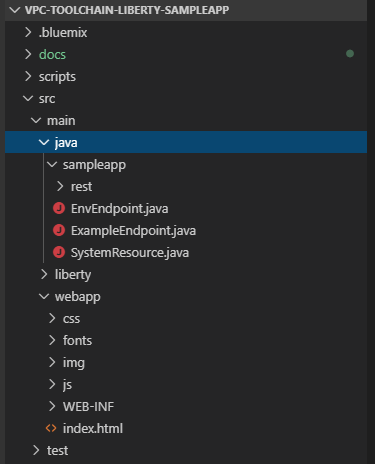 VPC-TOOLCHAIN-LIBERTY-SAMPLEAPP
.bluemix
docs
scripts
src
main
java
sampleapp
rest
EnvEndpoint.java
ExampleEndpoint.java
SystemResource.java
liberty
webapp
css
fonts
img
js
WEB-INF
index.html
test